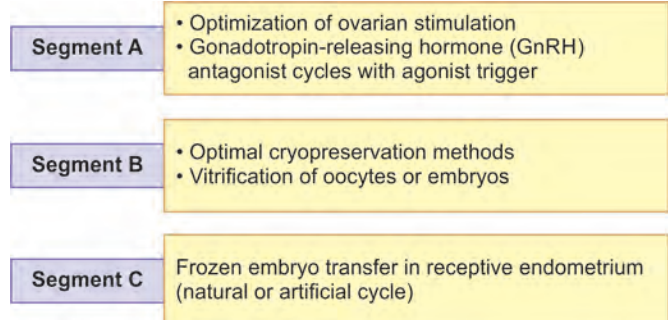 Segment A
• Optimization of ovarian stimulation
• Gonadotropin-releasing hormone (GnRH)
antagonist cycles with agonist trigger
Segment B
• Optimal cryopreservation methods
• Vitrification of oocytes or embryos
Segment C
Frozen embryo transfer in receptive endometrium
(natural or artificial cycle)